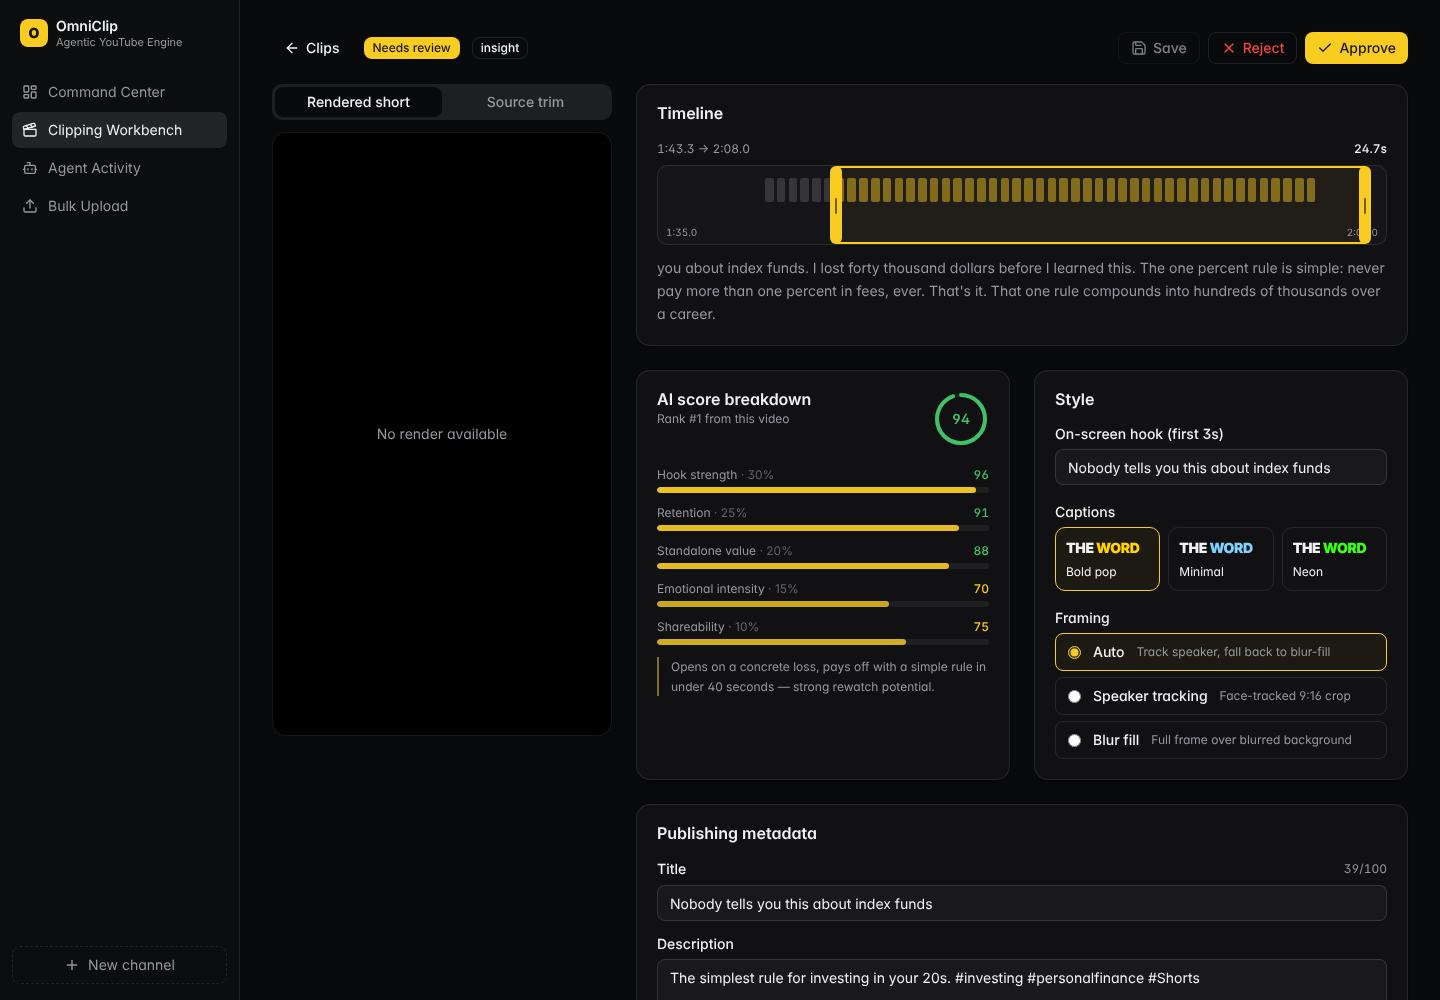 O
OmniClip
Agentic YouTube Engine
Command Center
Clipping Workbench
Agent Activity
Bulk Upload
New channel
Clips
Needs review
insight
Save
Reject
Approve
Rendered short
Source trim
No render available
Timeline
1:43.3 → 2:08.0
24.7s
1:35.0
you about index funds. I lost forty thousand dollars before I learned this. The one percent rule is simple: never
pay more than one percent in fees, ever. That's it. That one rule compounds into hundreds of thousands over
a career.
AI score breakdown
Rank #1 from this video
94
Hook strength · 30%
96
Retention · 25%
91
Standalone value · 20%
88
Emotional intensity · 15%
70
Shareability · 10%
75
Opens on a concrete loss, pays off with a simple rule in
under 40 seconds — strong rewatch potential.
Style
On-screen hook (first 3s)
Nobody tells you this about index funds
Captions
THE WORD
Bold pop
THE WORD
Minimal
THE WORD
Neon
Framing
Auto Track speaker, fall back to blur-fill
Speaker tracking Face-tracked 9:16 crop
Blur fill Full frame over blurred background
Publishing metadata
Title
39/100
Nobody tells you this about index funds
Description
The simplest rule for investing in your 20s. #investing #personalfinance #Shorts